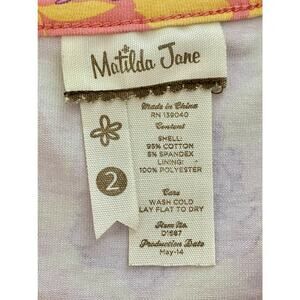 Matilda Jane
Made in China
RN 139040
Content
SHELL:
95% COTTON
5% SPANDEX
LINING:
100% POLYESTER
Care
WASH COLD
LAY FLAT TO DRY
Item No.
D1587
Production Date
May-14
2